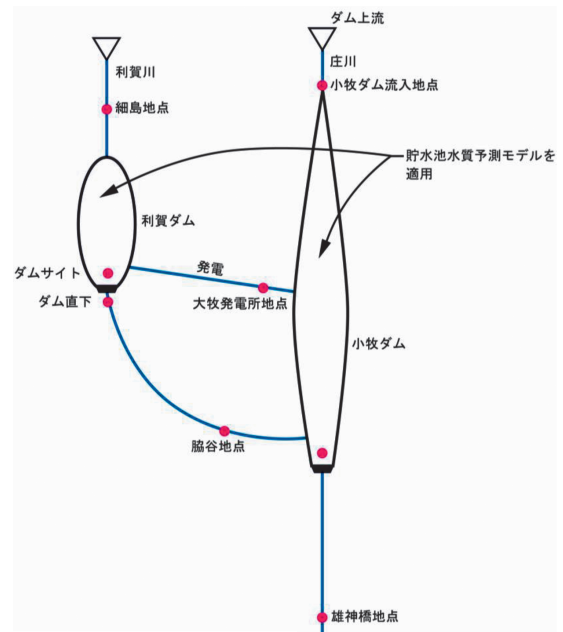 ダム上流
利賀川
庄川
小牧ダム流入地点
細島地点
貯水池水質予測モデルを
適用
利賀ダム
発電
ダムサイト
ダム直下
大牧発電所地点
小牧ダム
脇谷地点
雄神橋地点